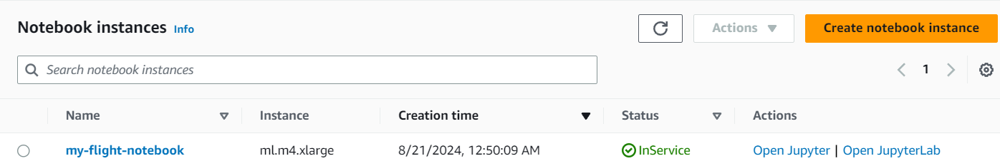 Notebook instances Info Actions Create notebook instance
Search notebook instances 1
Name Instance Creation time Status Actions
my-flight-notebook ml.m4.xlarge 8/21/2024, 12:50:09 AM InService Open Jupyter | Open JupyterLab